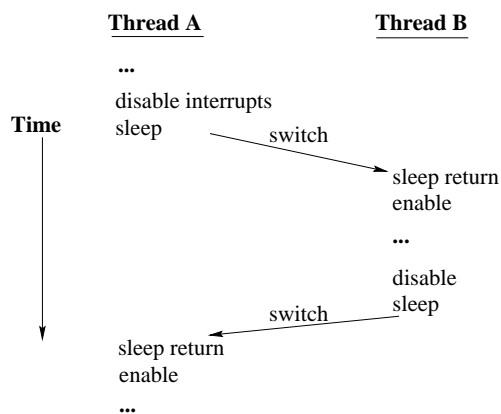 Thread A
Thread B
...
disable interrupts
Time
sleep
switch
sleep return
enable
...
disable
sleep
switch
sleep return
enable
...